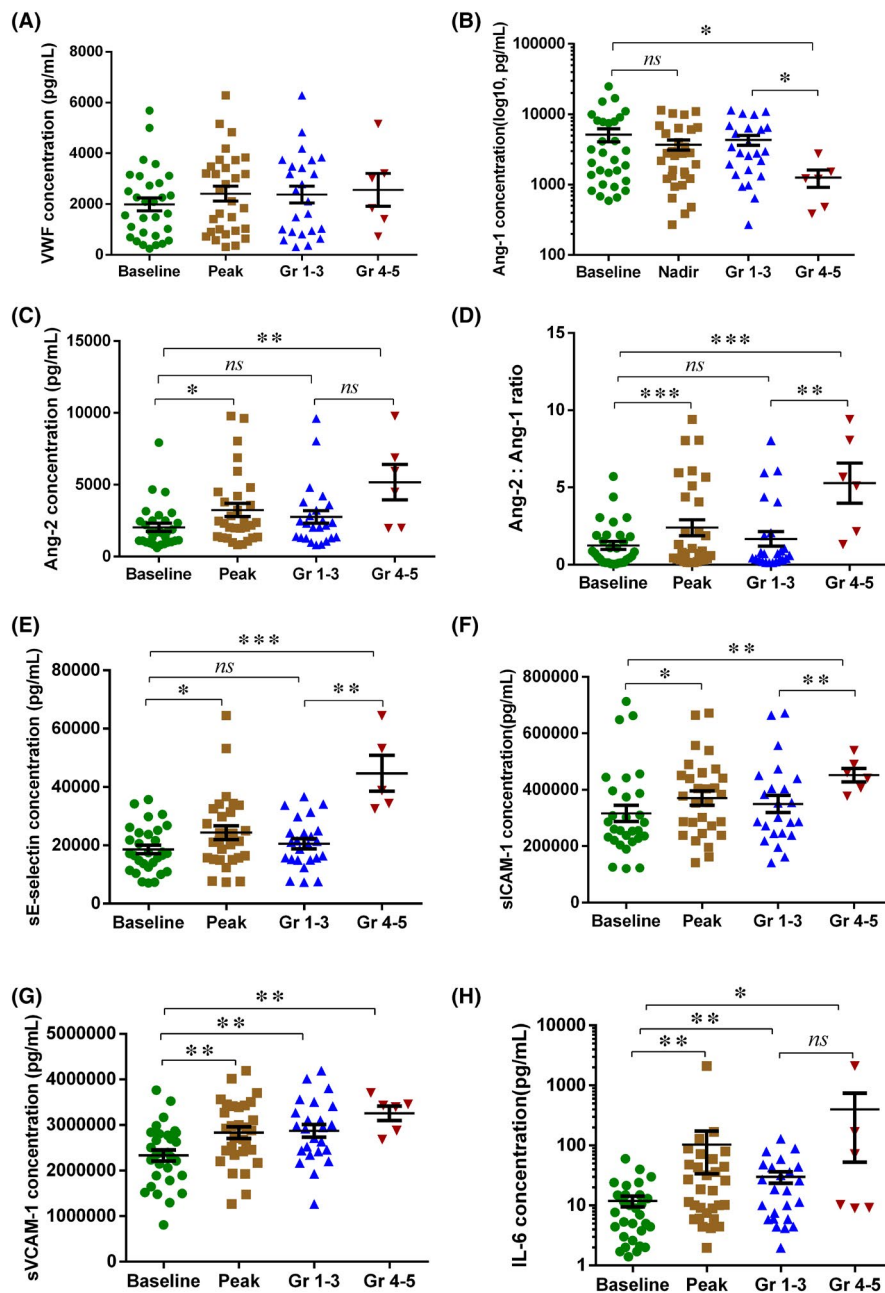 (A)
VWF concentration (pg/mL)
8000
6000
4000
2000
0
Baseline Peak Gr 1-3 Gr 4-5
(B)
Ang-1 concentration(log10, pg/mL)
100000
10000
1000
100
*
ns
*
Baseline Nadir Gr 1-3 Gr 4-5
(C)
Ang-2 concentration (pg/mL)
15000
10000
5000
0
**
ns
* ns
Baseline Peak Gr 1-3 Gr 4-5
(D)
Ang-2 : Ang-1 ratio
15
10
5
0
***
ns
*** **
Baseline Peak Gr 1-3 Gr 4-5
(E)
sE-selectin concentration (pg/mL)
80000
60000
40000
20000
0
***
ns
* **
Baseline Peak Gr 1-3 Gr 4-5
(F)
sICAM-1 concentration(pg/mL)
800000
600000
400000
200000
0
**
* **
Baseline Peak Gr 1-3 Gr 4-5
(G)
sVCAM-1 concentration (pg/mL)
5000000
4000000
3000000
2000000
1000000
0
**
**
**
Baseline Peak Gr 1-3 Gr 4-5
(H)
IL-6 concentration(pg/mL)
10000
1000
100
10
1
*
**
** ns
Baseline Peak Gr 1-3 Gr 4-5